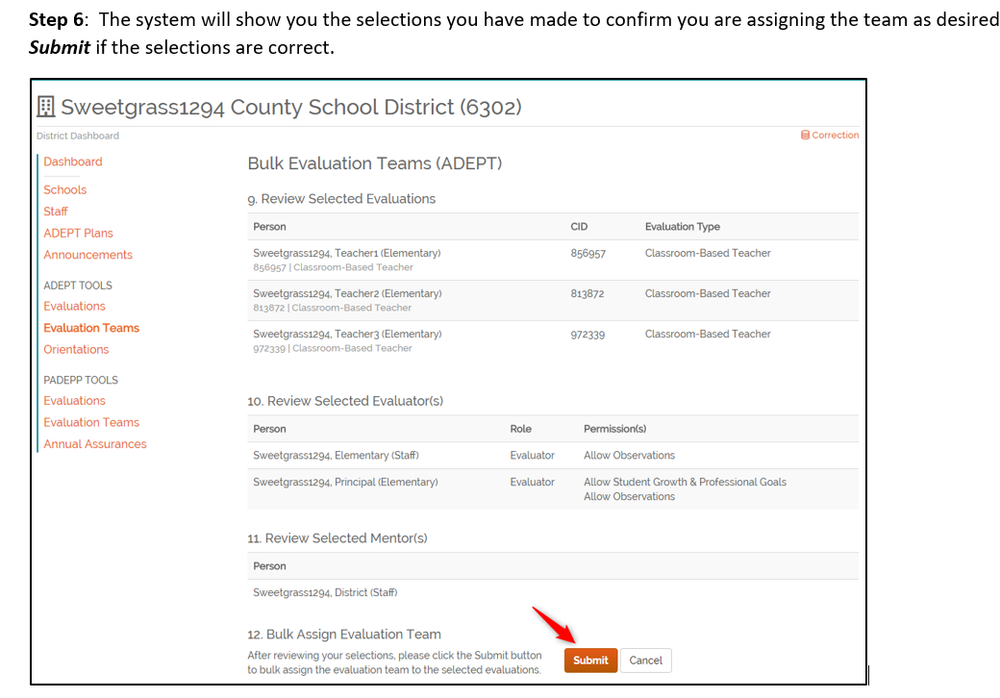 Step 6:  The system will show you the selections you have made to confirm you are assigning the team as desired
Submit if the selections are correct.
Sweetgrass1294 County School District (6302)
District Dashboard
Correction
Dashboard
Schools
Staff
ADEPT Plans
Announcements
ADEPT TOOLS
Evaluations
Evaluation Teams
Orientations
PADEPP TOOLS
Evaluations
Evaluation Teams
Annual Assurances
Bulk Evaluation Teams (ADEPT)
9. Review Selected Evaluations
Person CID Evaluation Type
Sweetgrass1294, Teacher1 (Elementary) 856957 Classroom-Based Teacher
856957 | Classroom-Based Teacher
Sweetgrass1294, Teacher2 (Elementary) 813872 Classroom-Based Teacher
813872 | Classroom-Based Teacher
Sweetgrass1294, Teacher3 (Elementary) 972339 Classroom-Based Teacher
972339 | Classroom-Based Teacher
10. Review Selected Evaluator(s)
Person Role Permission(s)
Sweetgrass1294, Elementary (Staff) Evaluator Allow Observations
Sweetgrass1294, Principal (Elementary) Evaluator Allow Student Growth & Professional Goals
Allow Observations
11. Review Selected Mentor(s)
Person
Sweetgrass1294, District (Staff)
12. Bulk Assign Evaluation Team
After reviewing your selections, please click the Submit button
to bulk assign the evaluation team to the selected evaluations.
Submit Cancel